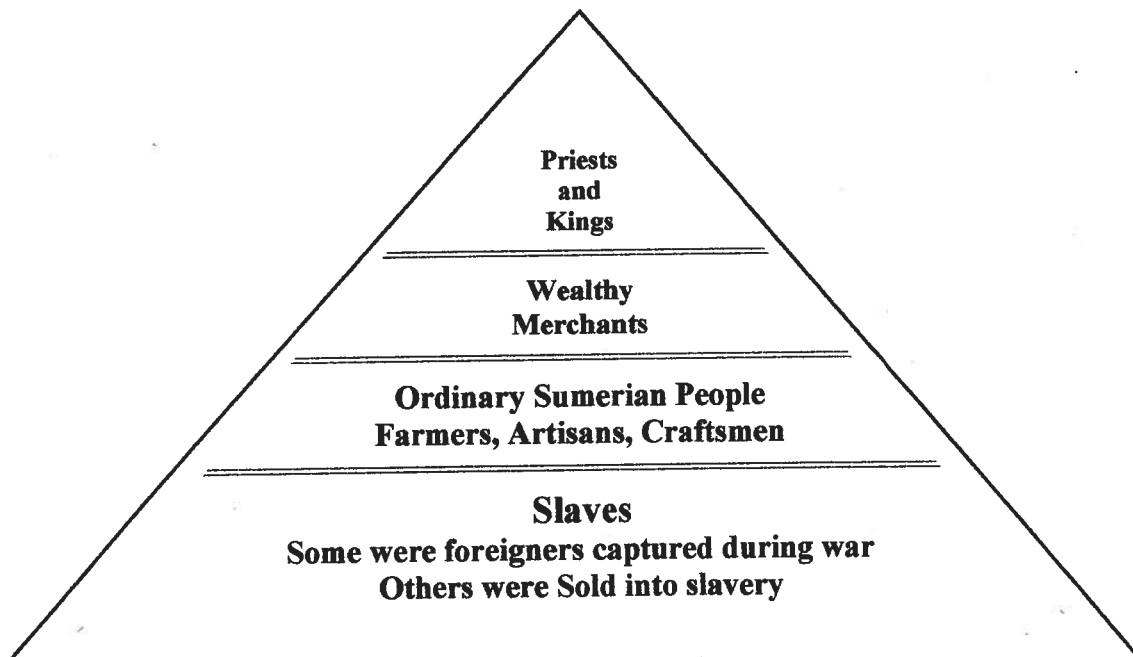 Priests
and
Kings
Wealthy
Merchants
Ordinary Sumerian People
Farmers, Artisans, Craftsmen
Slaves
Some were foreigners captured during war
Others were Sold into slavery